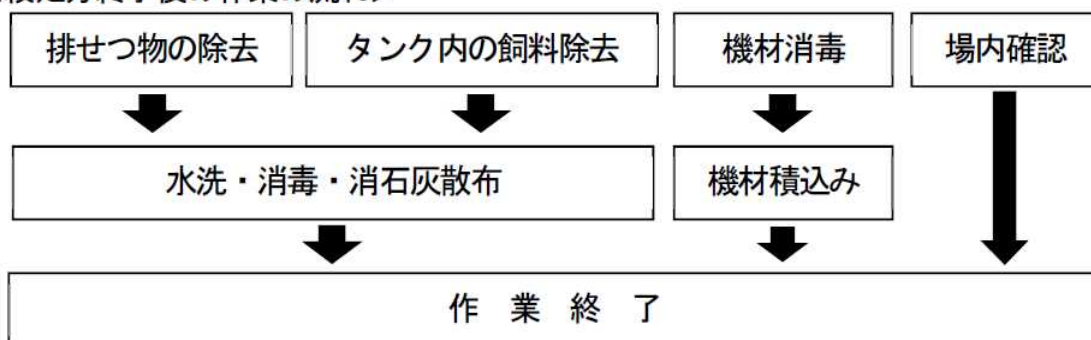 排せつ物の除去
タンク内の飼料除去
機材消毒
場内確認
水洗・消毒・消石灰散布
機材積込み
作業終了